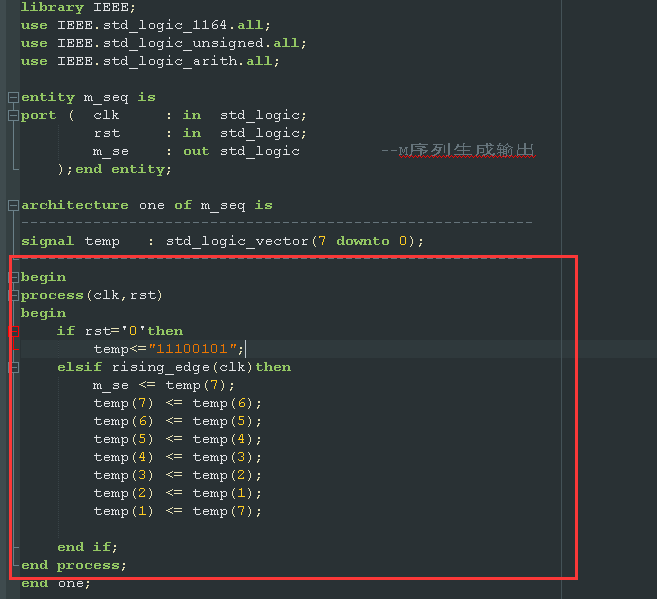 library IEEE;
use IEEE.std_logic_1164.all;
use IEEE.std_logic_unsigned.all;
use IEEE.std_logic_arith.all;
entity m_seq is
port ( clk : in std_logic;
rst : in std_logic;
m_se : out std_logic --M序列生成输出
);end entity;
architecture one of m_seq is
---------------------------------------------------------
signal temp : std_logic_vector(7 downto 0);
---------------------------------------------------------
begin
process(clk,rst)
begin
if rst='0'then
temp<="11100101";
elsif rising_edge(clk)then
m_se <= temp(7);
temp(7) <= temp(6);
temp(6) <= temp(5);
temp(5) <= temp(4);
temp(4) <= temp(3);
temp(3) <= temp(2);
temp(2) <= temp(1);
temp(1) <= temp(7);
end if;
end process;
end one;